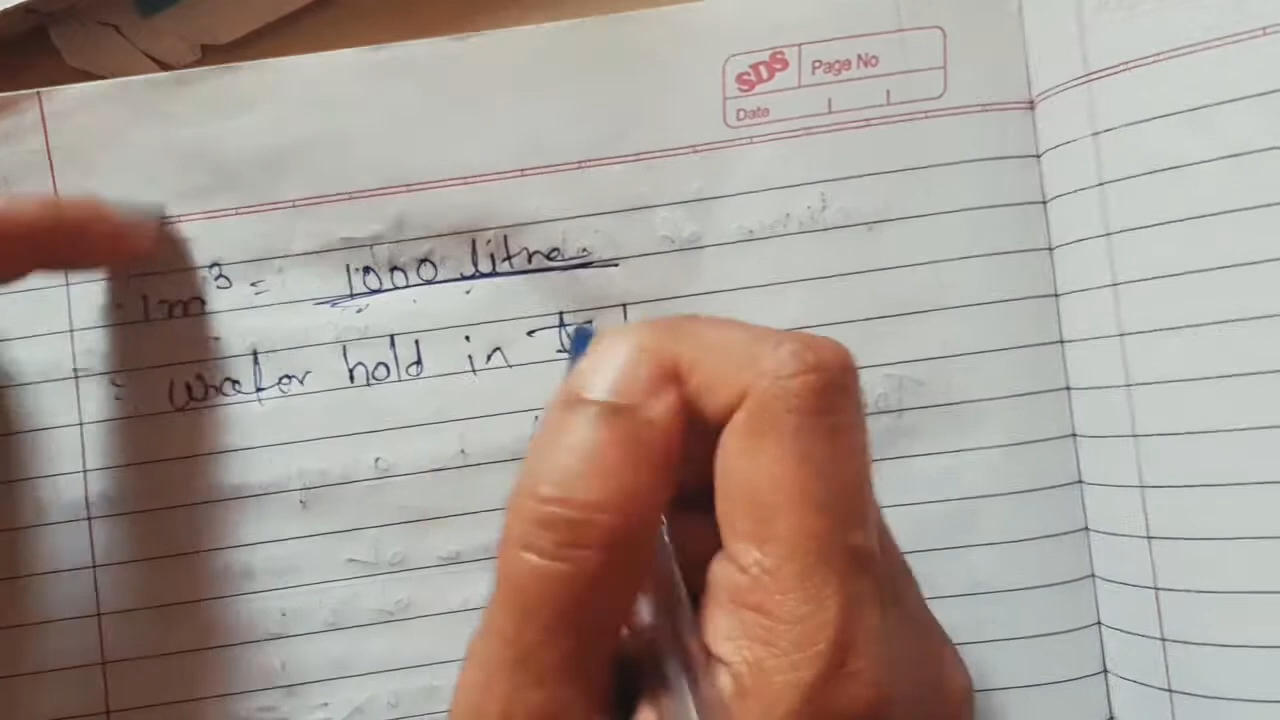 SDS Page No
Date
1m³ = 1000 litre
water hold in